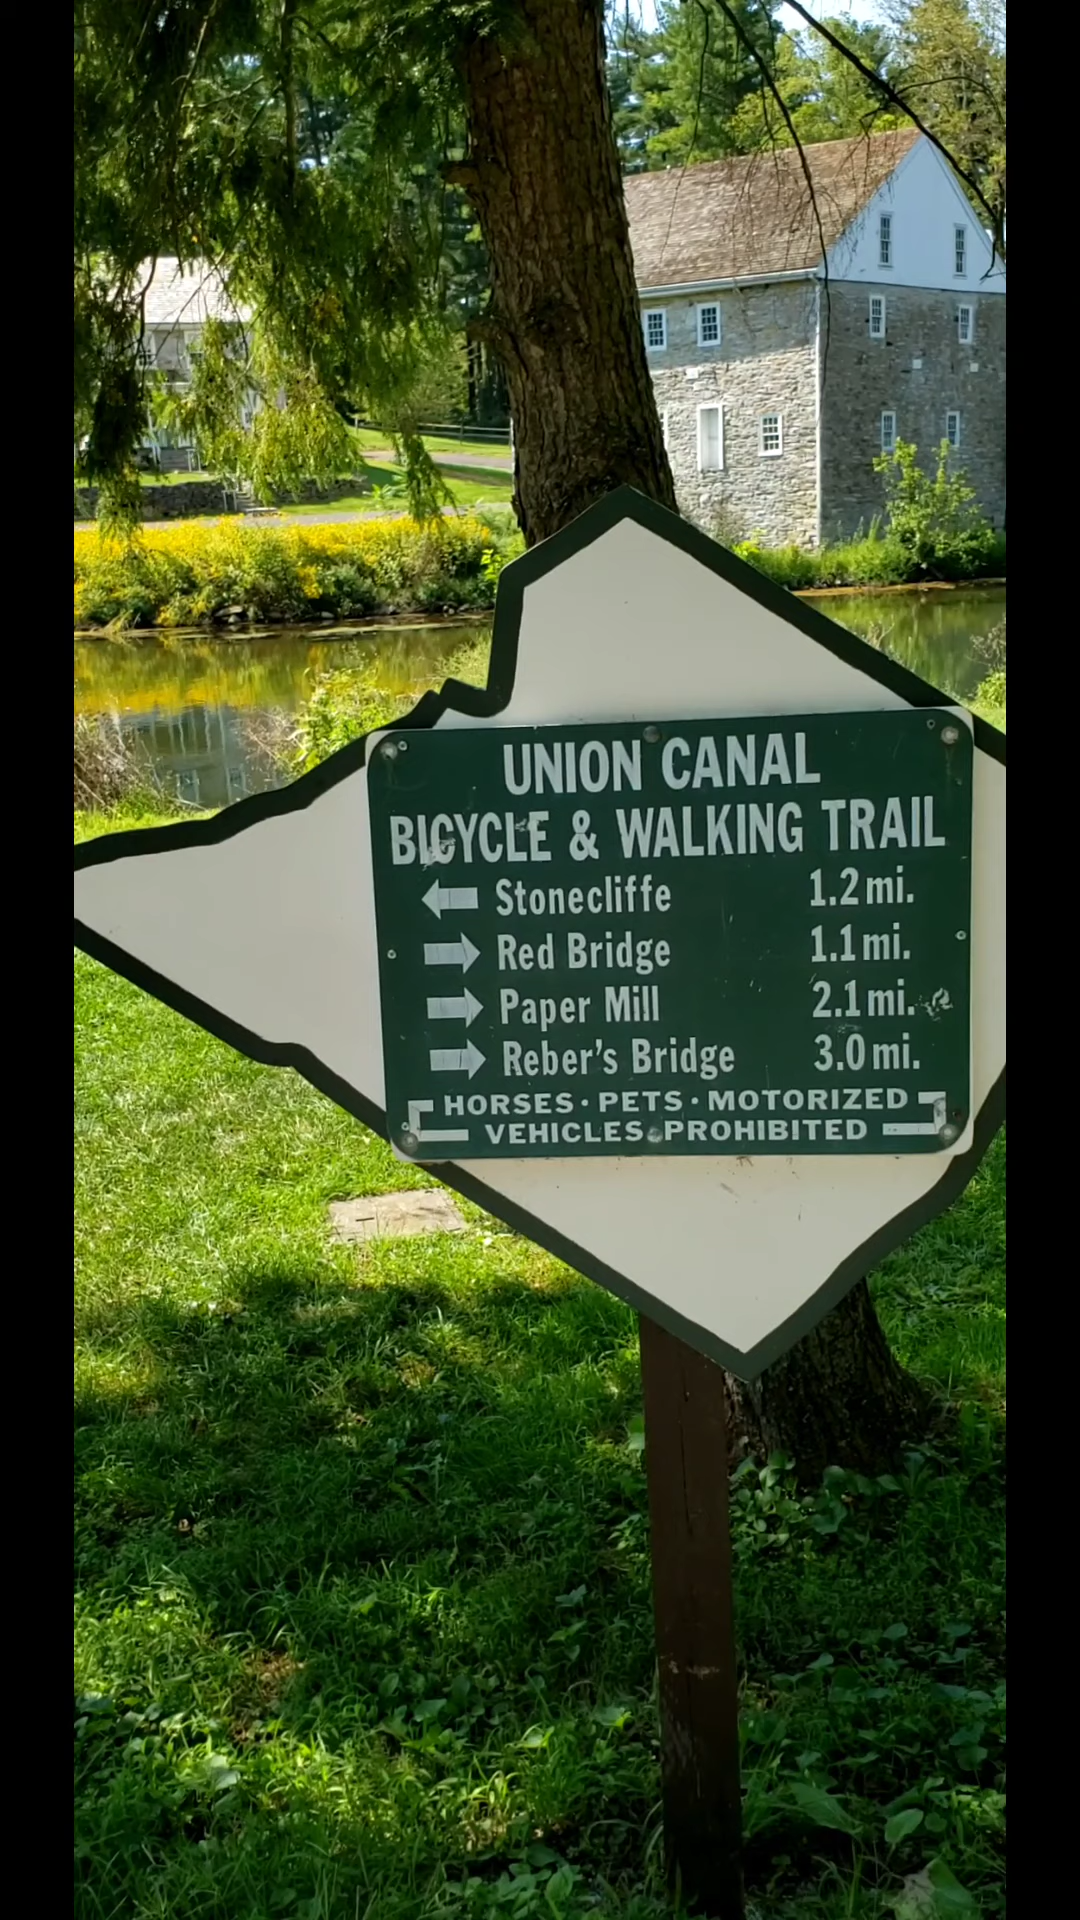 UNION CANAL
BICYCLE & WALKING TRAIL
Stonecliffe 1.2 mi.
Red Bridge 1.1 mi.
Paper Mill 2.1 mi.
Reber's Bridge 3.0 mi.
HORSES · PETS · MOTORIZED
VEHICLES PROHIBITED